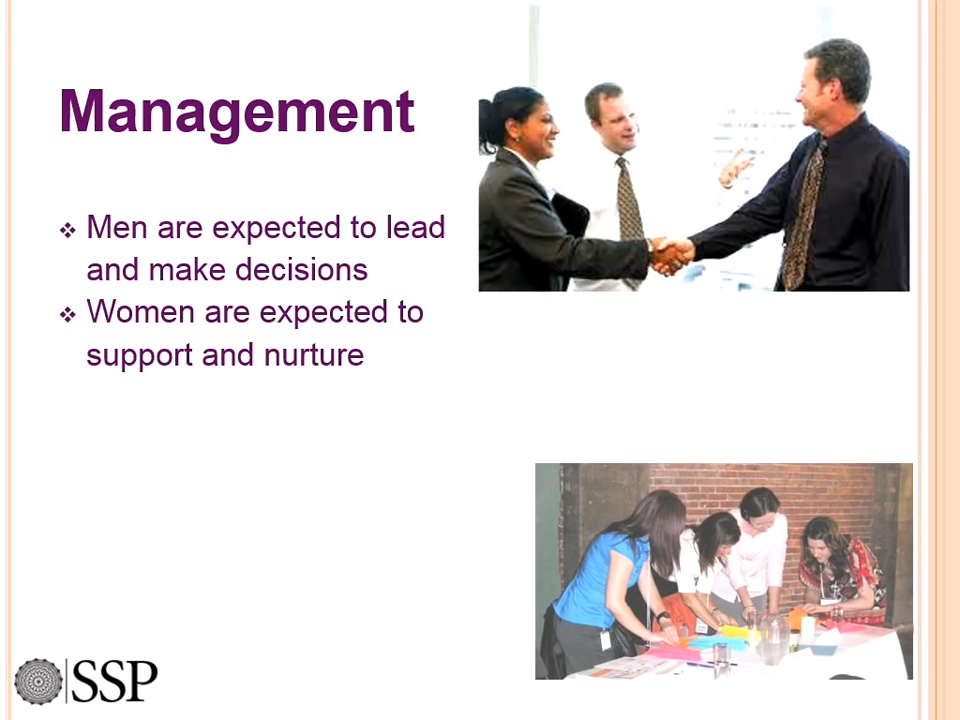 Management
❖ Men are expected to lead
and make decisions
❖ Women are expected to
support and nurture
SSP